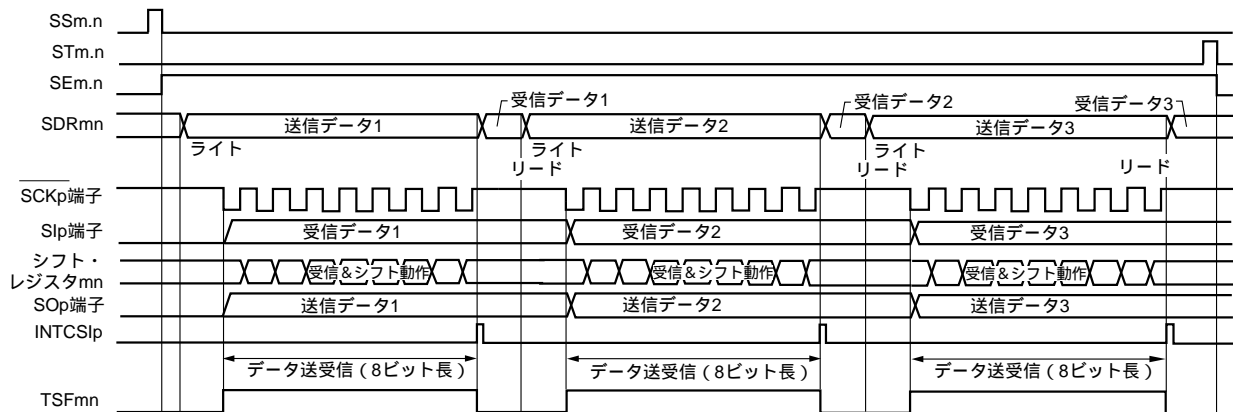 SSm.n
STm.n
SEm.n
受信データ1
受信データ2
受信データ3
SDRmn
送信データ1
送信データ2
送信データ3
ライト
ライト
ライト
リード
リード
リード
SCKp端子
SIp端子
受信データ1
受信データ2
受信データ3
シフト・
レジスタmn
受信&シフト動作
受信&シフト動作
受信&シフト動作
SOp端子
送信データ1
送信データ2
送信データ3
INTCSIp
データ送受信(8ビット長)
データ送受信(8ビット長)
データ送受信(8ビット長)
TSFmn